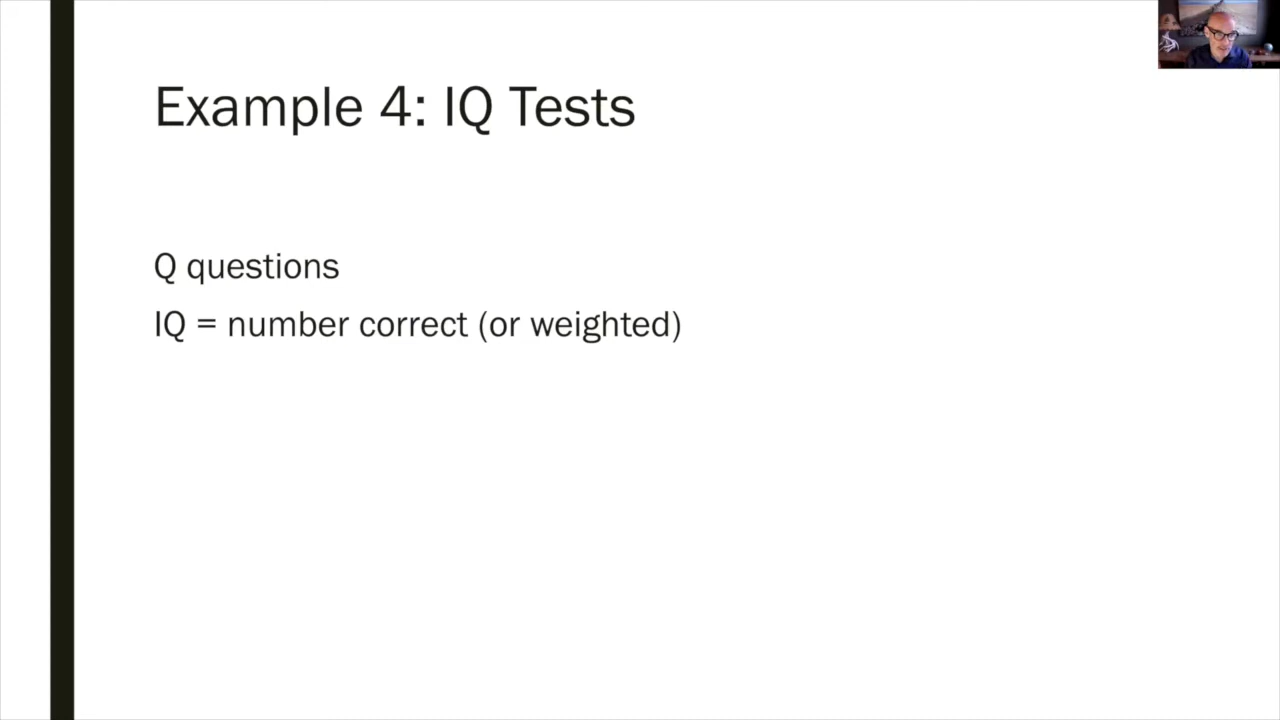 Example 4: IQ Tests
Q questions
IQ = number correct (or weighted)